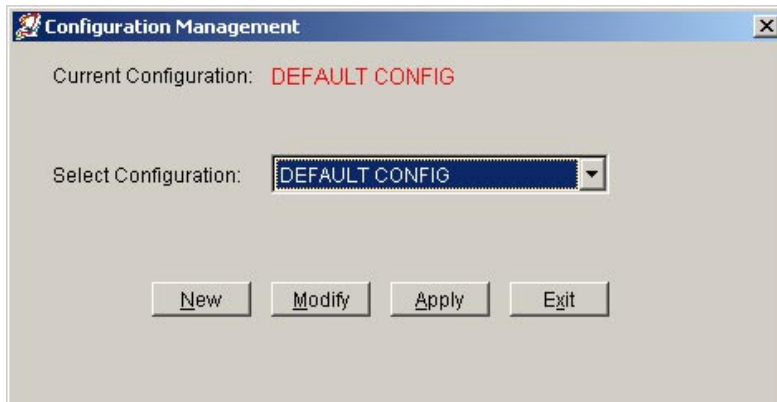 Configuration Management
Current Configuration: DEFAULT CONFIG
Select Configuration: DEFAULT CONFIG
New Modify Apply Exit